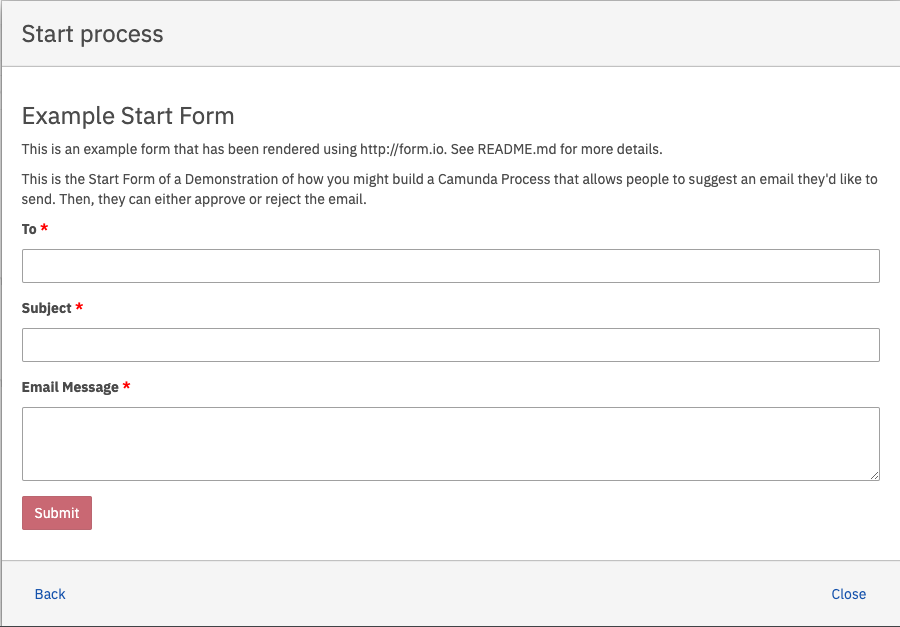 Start process
Example Start Form
This is an example form that has been rendered using http://form.io. See README.md for more details.
This is the Start Form of a Demonstration of how you might build a Camunda Process that allows people to suggest an email they'd like to
send. Then, they can either approve or reject the email.
To *
Subject *
Email Message *
Submit
Back
Close